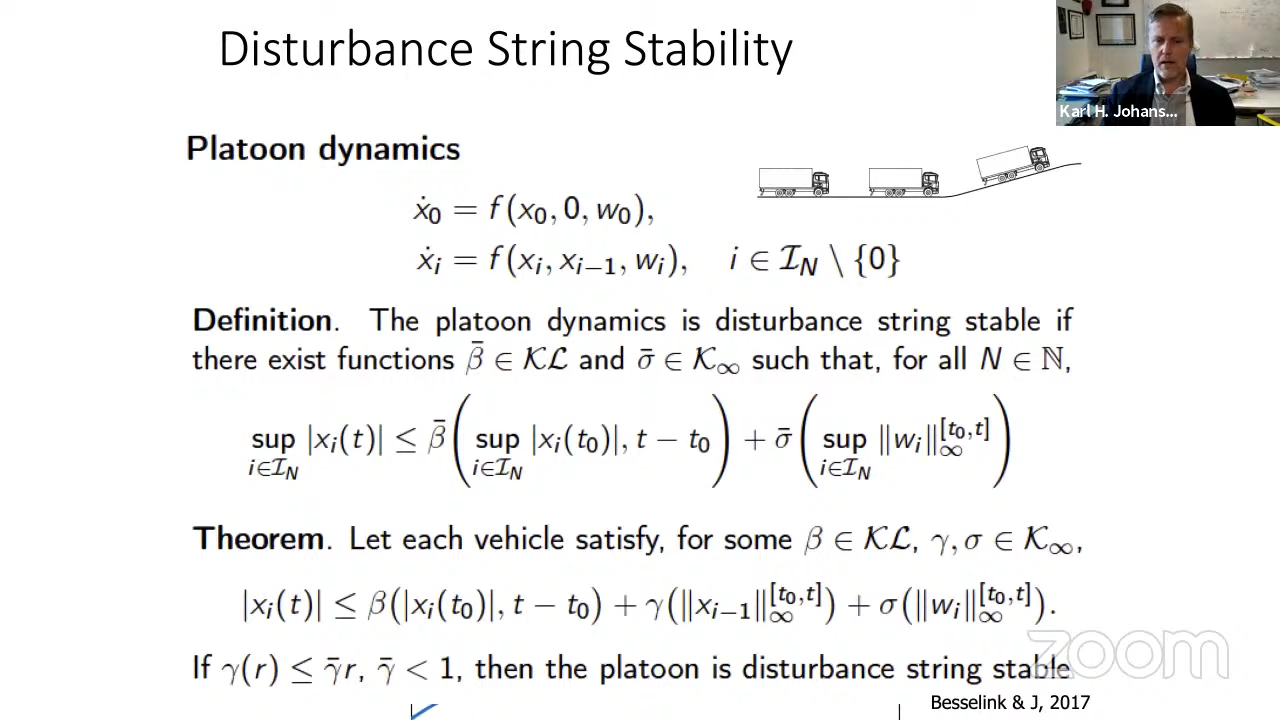 Disturbance String Stability
Karl H. Johans...
Platoon dynamics
ẋ₀ = f(x₀, 0, w₀),
ẋᵢ = f(xᵢ, xᵢ₋₁, wᵢ), i ∈ ℐ_N \ {0}
Definition. The platoon dynamics is disturbance string stable if
there exist functions β̄ ∈ 𝒦ℒ and σ̄ ∈ 𝒦∞ such that, for all N ∈ ℕ,
sup_{i∈ℐ_N} |xᵢ(t)| ≤ β̄( sup_{i∈ℐ_N} |xᵢ(t₀)|, t − t₀ ) + σ̄( sup_{i∈ℐ_N} ‖wᵢ‖_∞^{[t₀,t]} )
Theorem. Let each vehicle satisfy, for some β ∈ 𝒦ℒ, γ, σ ∈ 𝒦∞,
|xᵢ(t)| ≤ β(|xᵢ(t₀)|, t − t₀) + γ(‖xᵢ₋₁‖_∞^{[t₀,t]}) + σ(‖wᵢ‖_∞^{[t₀,t]}).
If γ(r) ≤ γ̄r, γ̄ < 1, then the platoon is disturbance string stable
zoom
Besselink & J, 2017